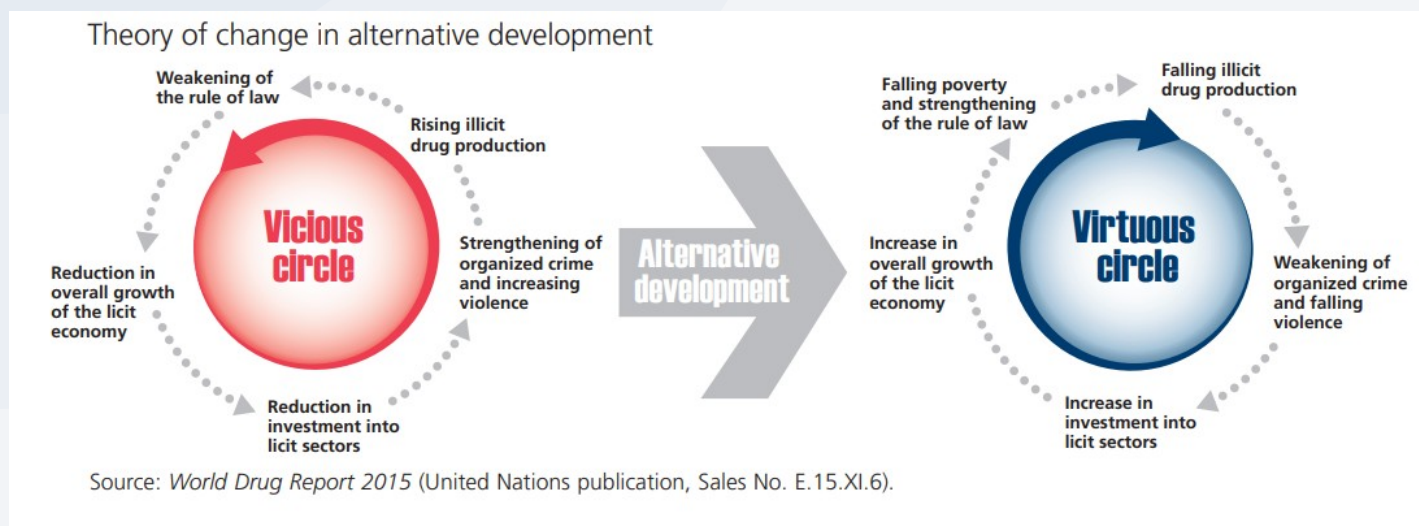 Theory of change in alternative development
Weakening of
the rule of law
Rising illicit
drug production
Vicious
circle
Reduction in
overall growth
of the licit
economy
Strengthening of
organized crime
and increasing
violence
Reduction in
investment into
licit sectors
Alternative
development
Falling poverty
and strengthening
of the rule of law
Falling illicit
drug production
Virtuous
circle
Increase in
overall growth
of the licit
economy
Weakening of
organized crime
and falling
violence
Increase in
investment into
licit sectors
Source: World Drug Report 2015 (United Nations publication, Sales No. E.15.XI.6).